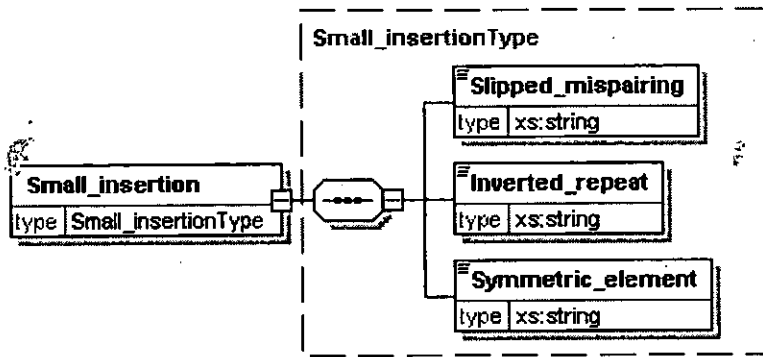 Small_insertionType
Slipped_mispairing
type xs:string
Small_insertion
type Small_insertionType
Inverted_repeat
type xs:string
Symmetric_element
type xs:string